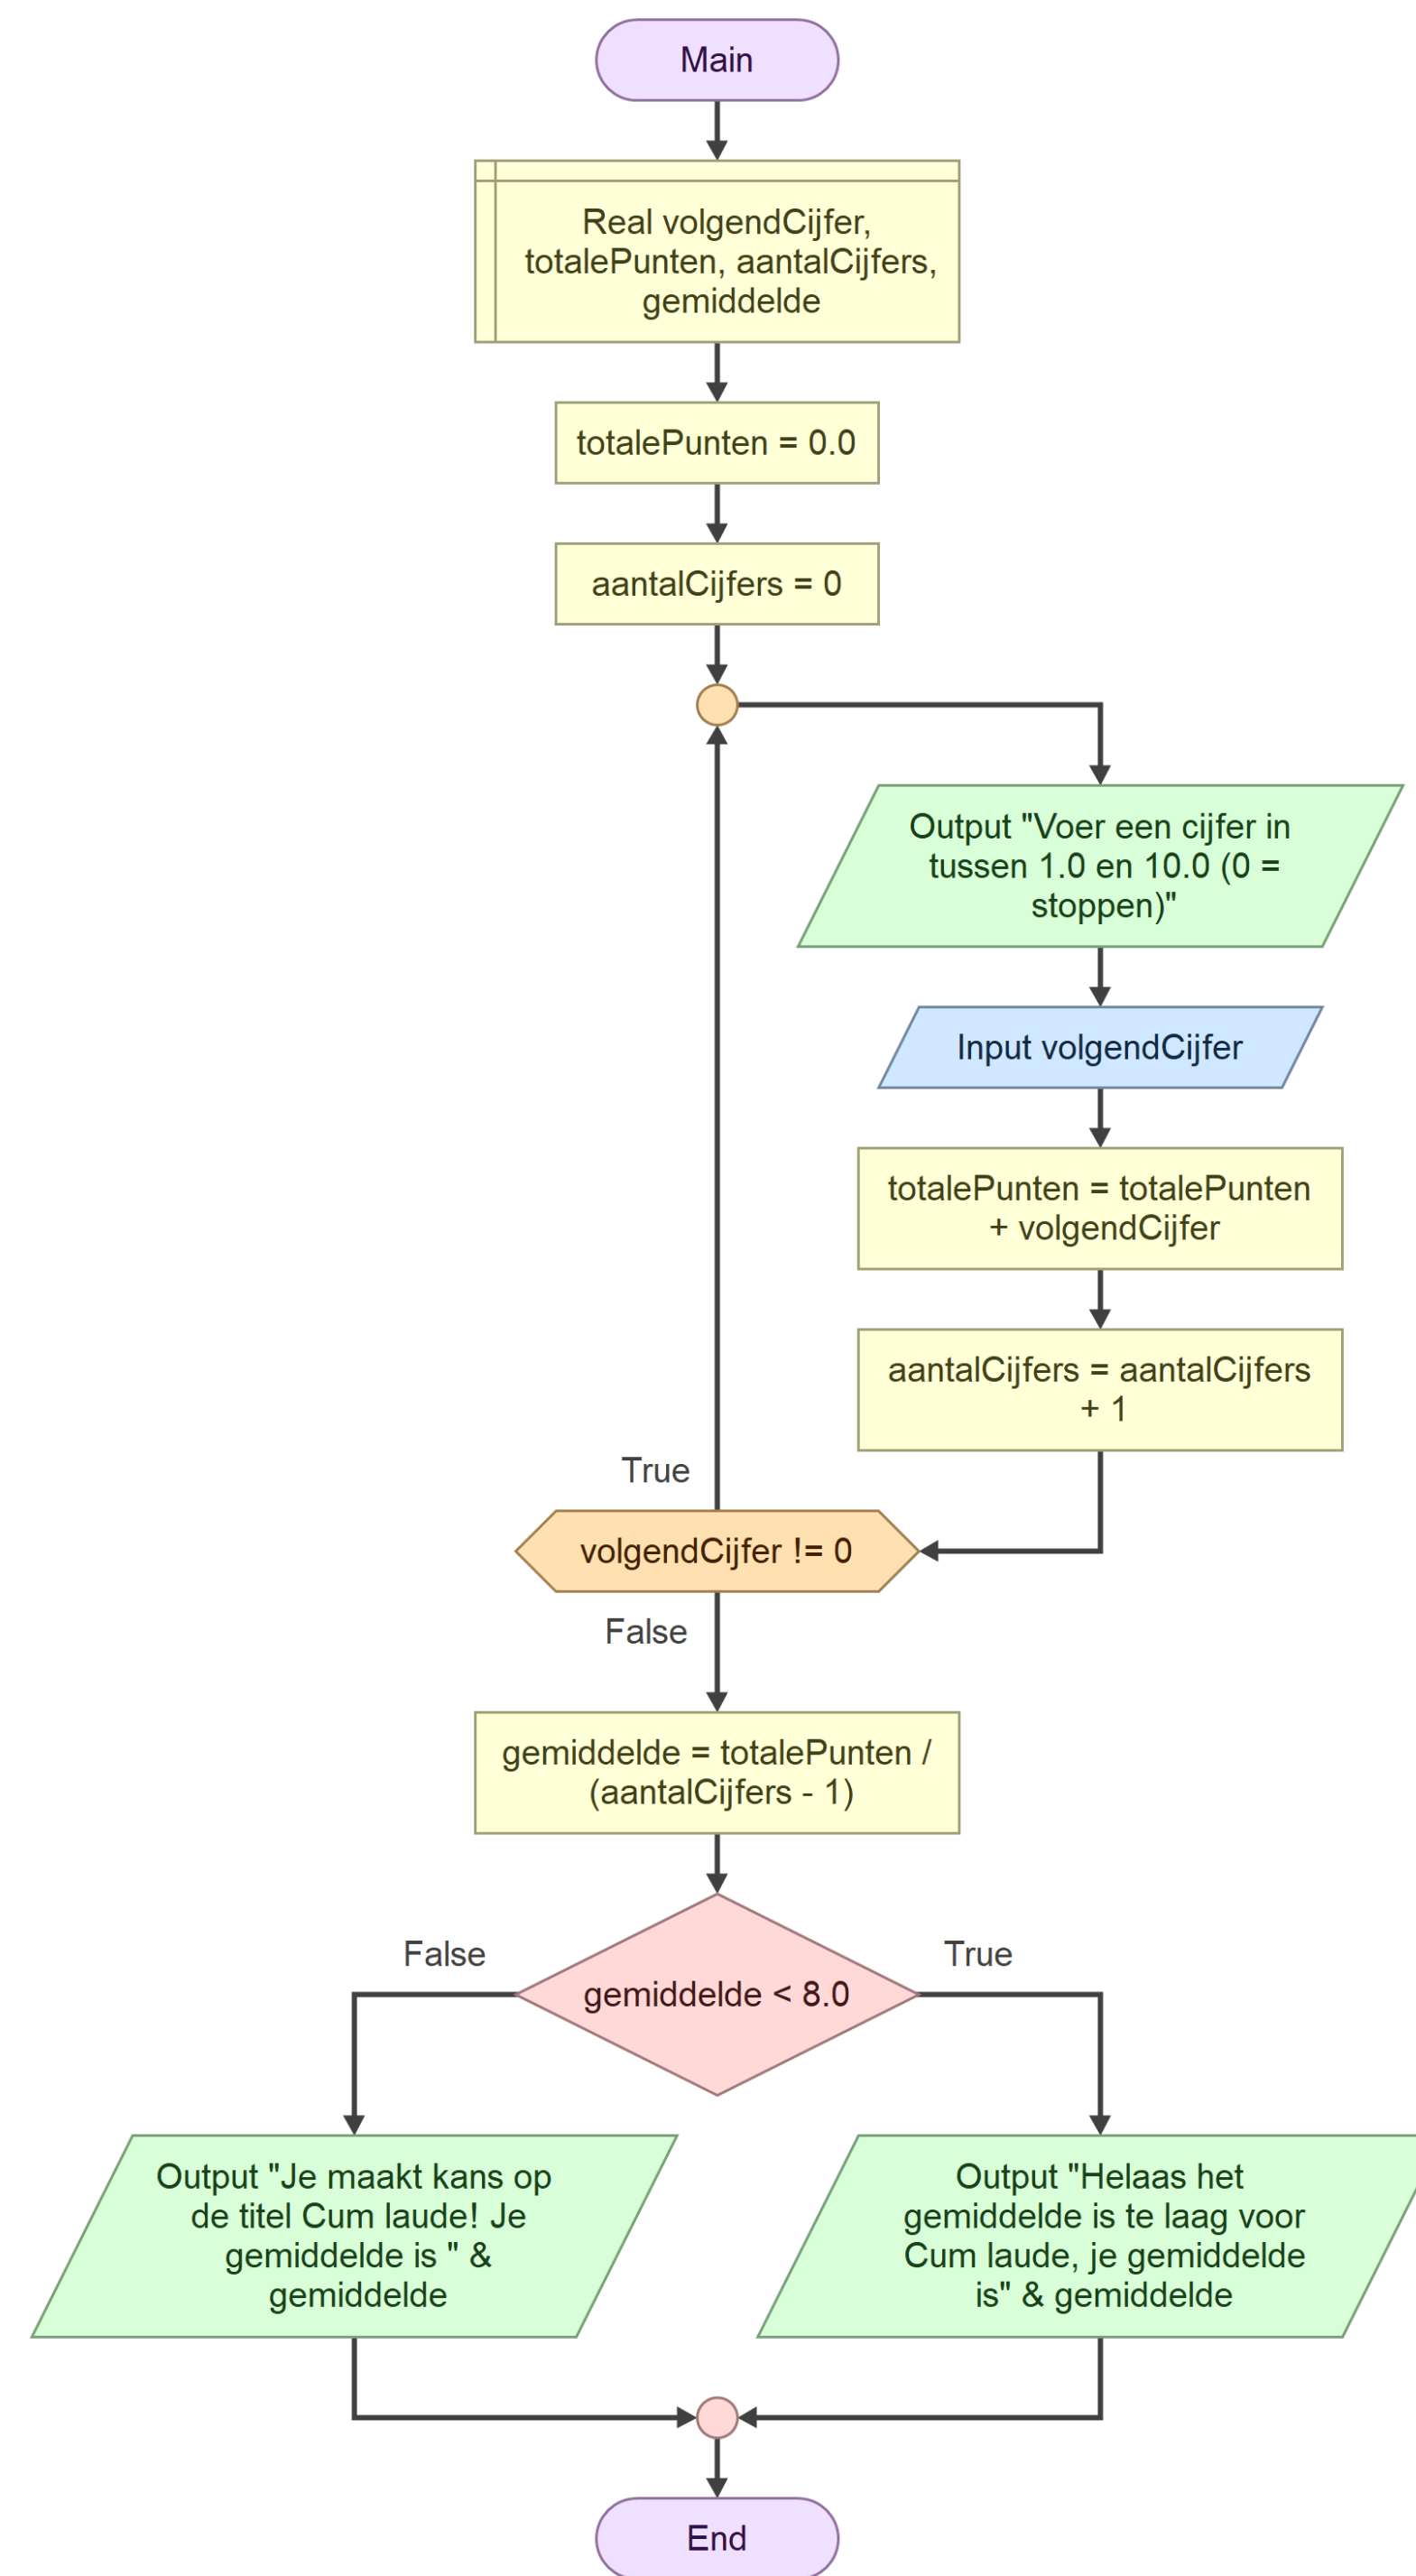 Main
Real volgendCijfer,
totalePunten, aantalCijfers,
gemiddelde
totalePunten = 0.0
aantalCijfers = 0
Output "Voer een cijfer in
tussen 1.0 en 10.0 (0 =
stoppen)"
Input volgendCijfer
totalePunten = totalePunten
+ volgendCijfer
aantalCijfers = aantalCijfers
+ 1
True
volgendCijfer != 0
False
gemiddelde = totalePunten /
(aantalCijfers - 1)
False
True
gemiddelde < 8.0
Output "Je maakt kans op
de titel Cum laude! Je
gemiddelde is " &
gemiddelde
Output "Helaas het
gemiddelde is te laag voor
Cum laude, je gemiddelde
is" & gemiddelde
End